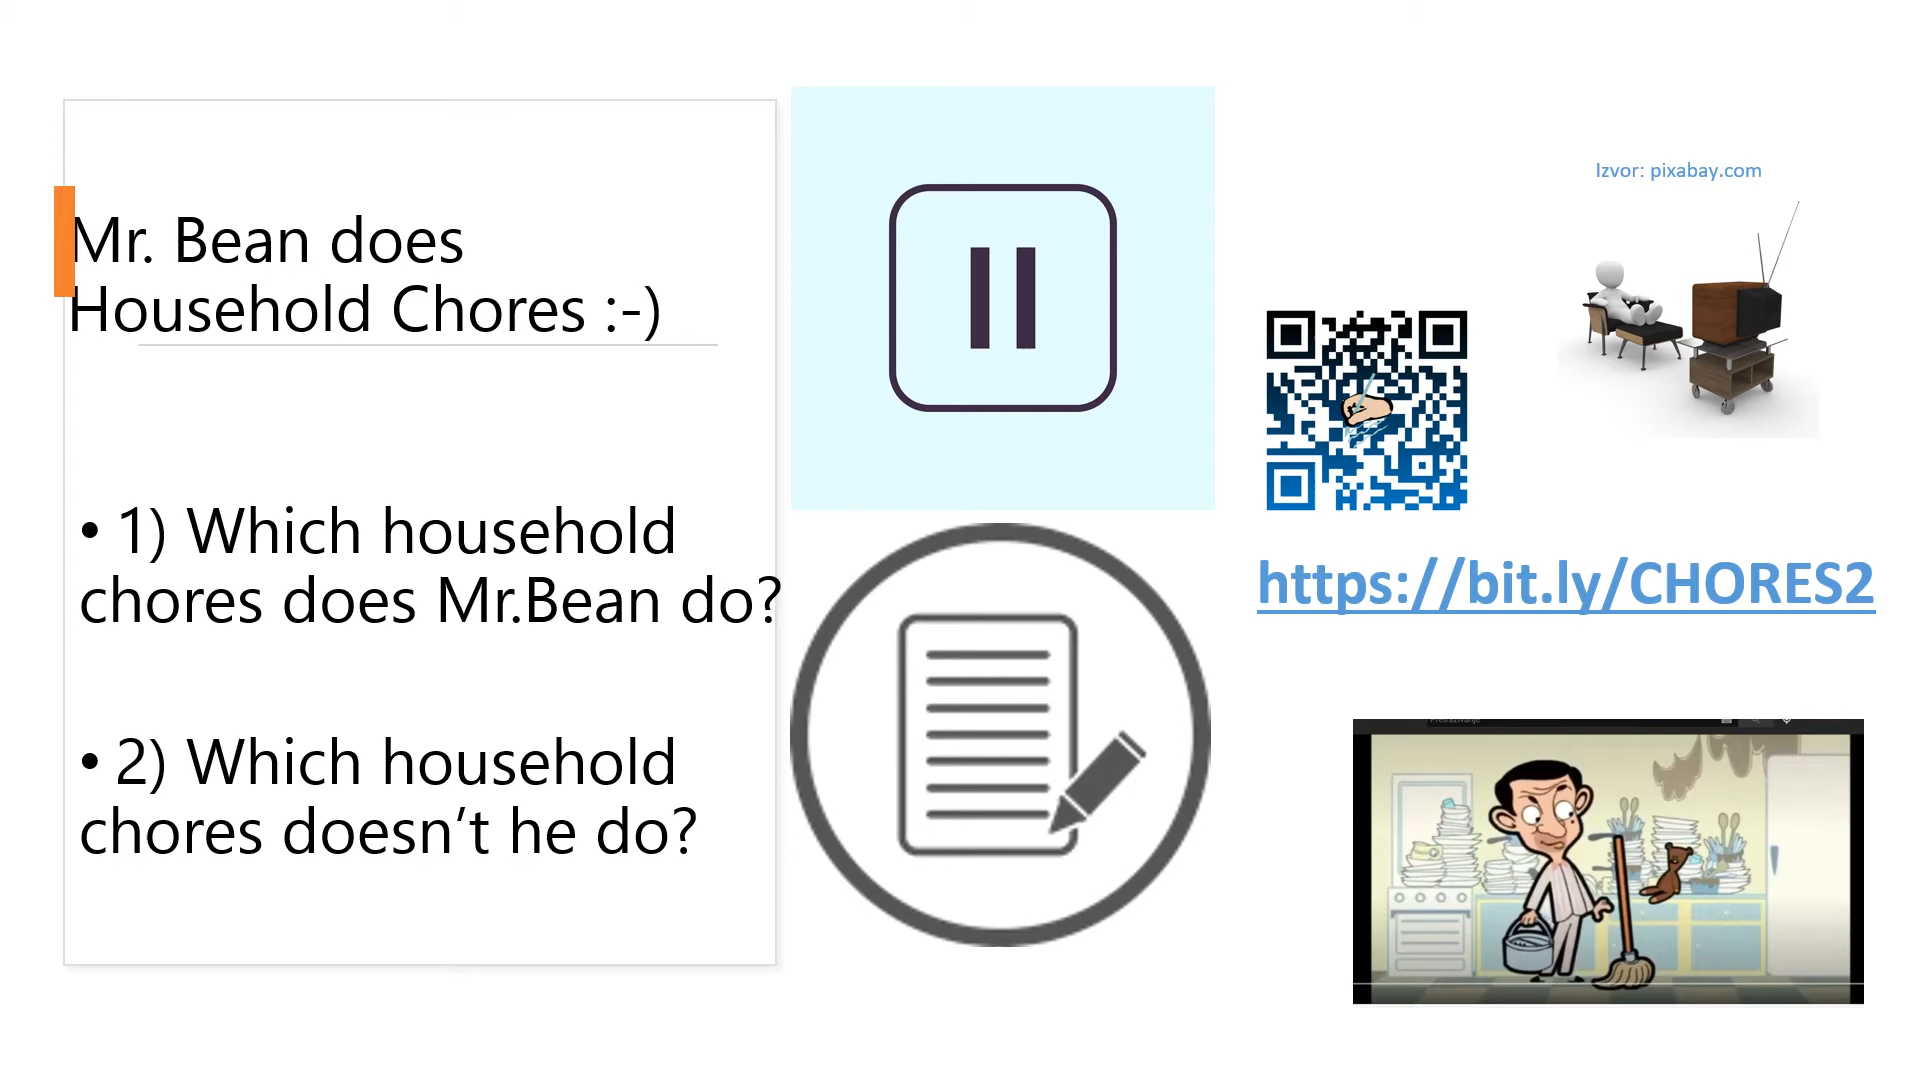 Mr. Bean does
Household Chores :-)
• 1) Which household
chores does Mr.Bean do?
• 2) Which household
chores doesn’t he do?
Izvor: pixabay.com
https://bit.ly/CHORES2